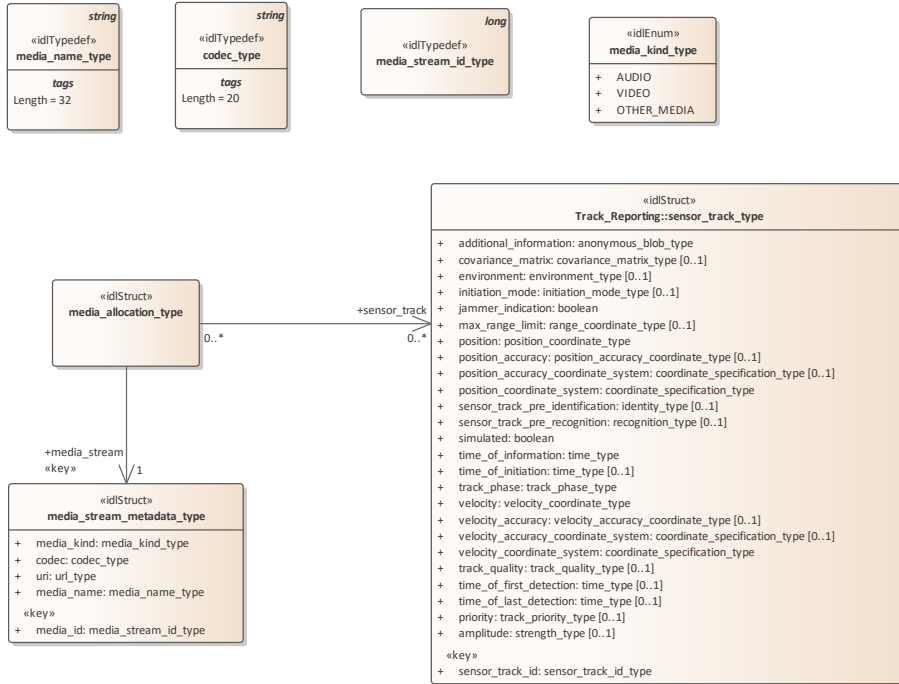 string
«idlTypedef»
media_name_type
tags
Length = 32
string
«idlTypedef»
codec_type
tags
Length = 20
long
«idlTypedef»
media_stream_id_type
«idlEnum»
media_kind_type
+ AUDIO
+ VIDEO
+ OTHER_MEDIA
«idlStruct»
media_allocation_type
+sensor_track
0..*
0..*
+media_stream
«key»
1
«idlStruct»
media_stream_metadata_type
+ media_kind: media_kind_type
+ codec: codec_type
+ uri: url_type
+ media_name: media_name_type
«key»
+ media_id: media_stream_id_type
«idlStruct»
Track_Reporting::sensor_track_type
+ additional_information: anonymous_blob_type
+ covariance_matrix: covariance_matrix_type [0..1]
+ environment: environment_type [0..1]
+ initiation_mode: initiation_mode_type [0..1]
+ jammer_indication: boolean
+ max_range_limit: range_coordinate_type [0..1]
+ position: position_coordinate_type
+ position_accuracy: position_accuracy_coordinate_type [0..1]
+ position_accuracy_coordinate_system: coordinate_specification_type [0..1]
+ position_coordinate_system: coordinate_specification_type
+ sensor_track_pre_identification: identity_type [0..1]
+ sensor_track_pre_recognition: recognition_type [0..1]
+ simulated: boolean
+ time_of_information: time_type
+ time_of_initiation: time_type [0..1]
+ track_phase: track_phase_type
+ velocity: velocity_coordinate_type
+ velocity_accuracy: velocity_accuracy_coordinate_type [0..1]
+ velocity_accuracy_coordinate_system: coordinate_specification_type [0..1]
+ velocity_coordinate_system: coordinate_specification_type
+ track_quality: track_quality_type [0..1]
+ time_of_first_detection: time_type [0..1]
+ time_of_last_detection: time_type [0..1]
+ priority: track_priority_type [0..1]
+ amplitude: strength_type [0..1]
«key»
+ sensor_track_id: sensor_track_id_type